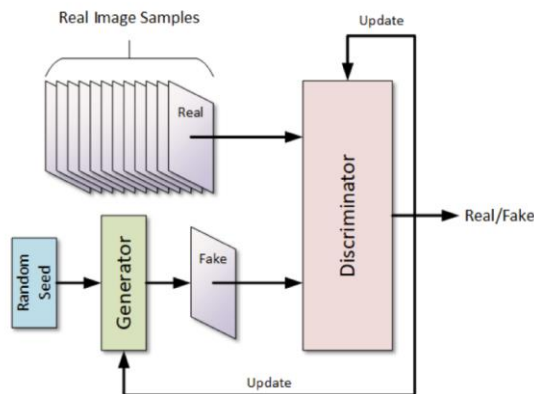 Real Image Samples
Update
Real
Discriminator
Real/Fake
Random
Seed
Generator
Fake
Update